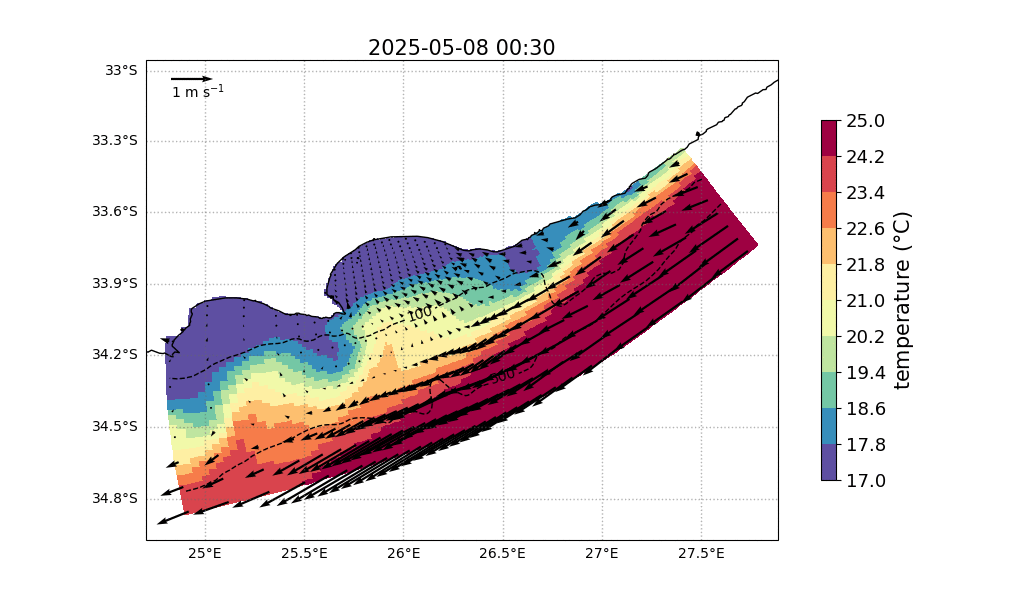 2025-05-08 00:30
1 m s⁻¹
33°S
33.3°S
33.6°S
33.9°S
34.2°S
34.5°S
34.8°S
100
500
25°E
25.5°E
26°E
26.5°E
27°E
27.5°E
25.0
24.2
23.4
22.6
21.8
21.0
20.2
19.4
18.6
17.8
17.0
temperature (°C)